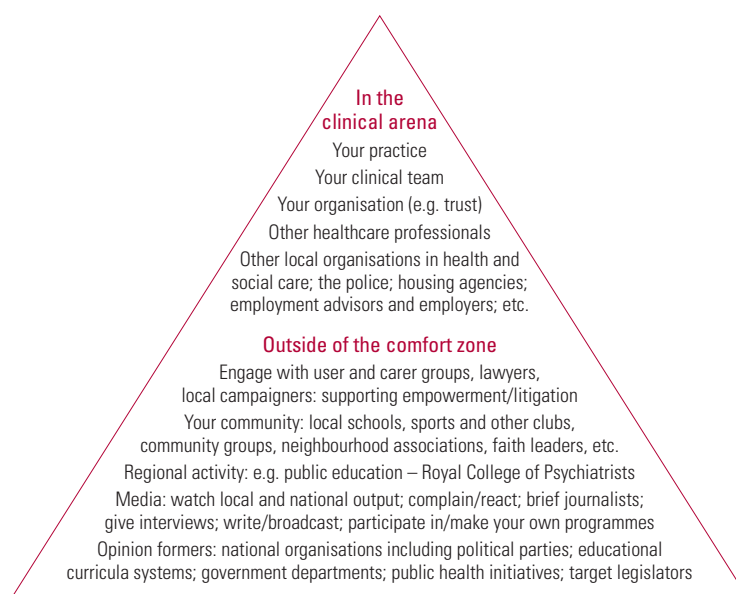 In the
clinical arena
Your practice
Your clinical team
Your organisation (e.g. trust)
Other healthcare professionals
Other local organisations in health and
social care; the police; housing agencies;
employment advisors and employers; etc.
Outside of the comfort zone
Engage with user and carer groups, lawyers,
local campaigners: supporting empowerment/litigation
Your community: local schools, sports and other clubs,
community groups, neighbourhood associations, faith leaders, etc.
Regional activity: e.g. public education – Royal College of Psychiatrists
Media: watch local and national output; complain/react; brief journalists;
give interviews; write/broadcast; participate in/make your own programmes
Opinion formers: national organisations including political parties; educational
curricula systems; government departments; public health initiatives; target legislators